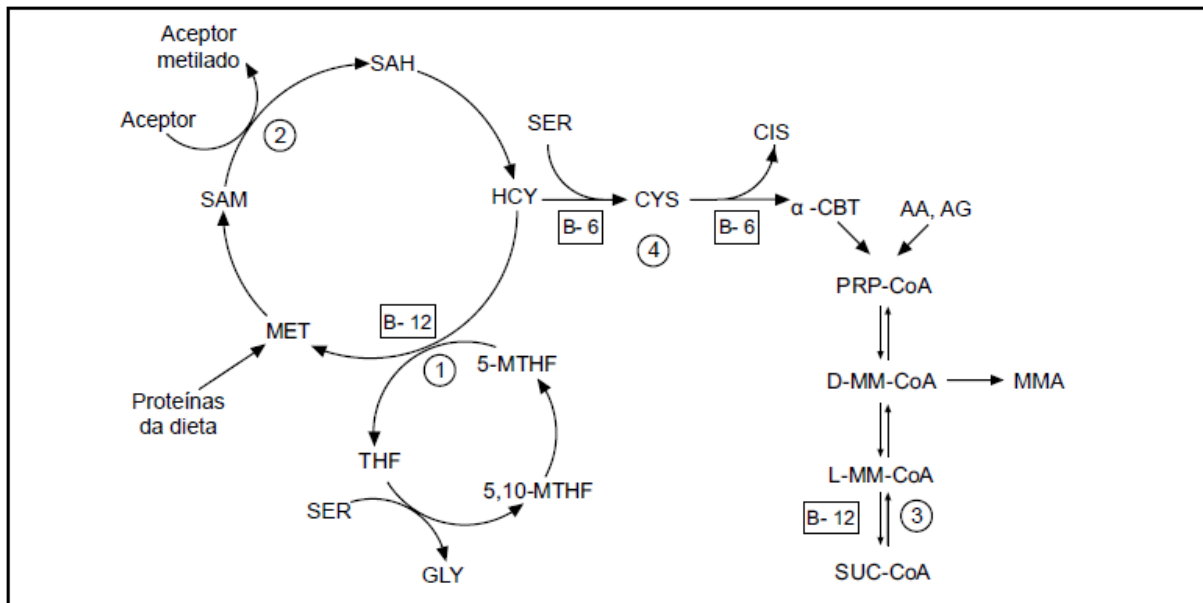 Aceptor
metilado
SAH
Aceptor
2
SER
CIS
SAM
HCY
CYS
α -CBT
AA, AG
B- 6
B- 6
4
PRP-CoA
MET
B- 12
1
5-MTHF
D-MM-CoA
MMA
Proteínas
da dieta
THF
5,10-MTHF
L-MM-CoA
SER
B- 12
3
GLY
SUC-CoA